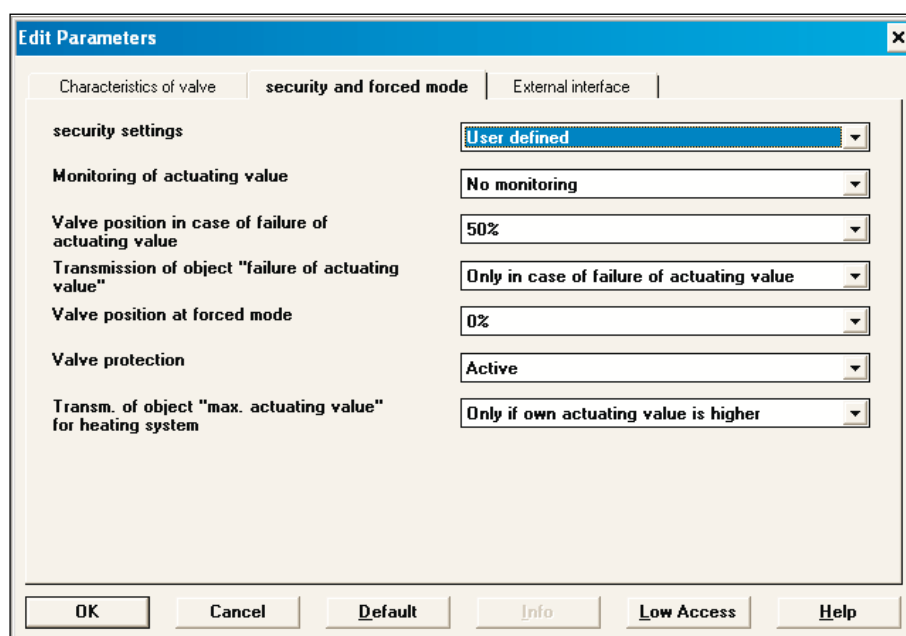 Edit Parameters
Characteristics of valve
security and forced mode
External interface
security settings
User defined
Monitoring of actuating value
No monitoring
Valve position in case of failure of
actuating value
50%
Transmission of object "failure of actuating
value"
Only in case of failure of actuating value
Valve position at forced mode
0%
Valve protection
Active
Transm. of object "max. actuating value"
for heating system
Only if own actuating value is higher
OK
Cancel
Default
Info
Low Access
Help